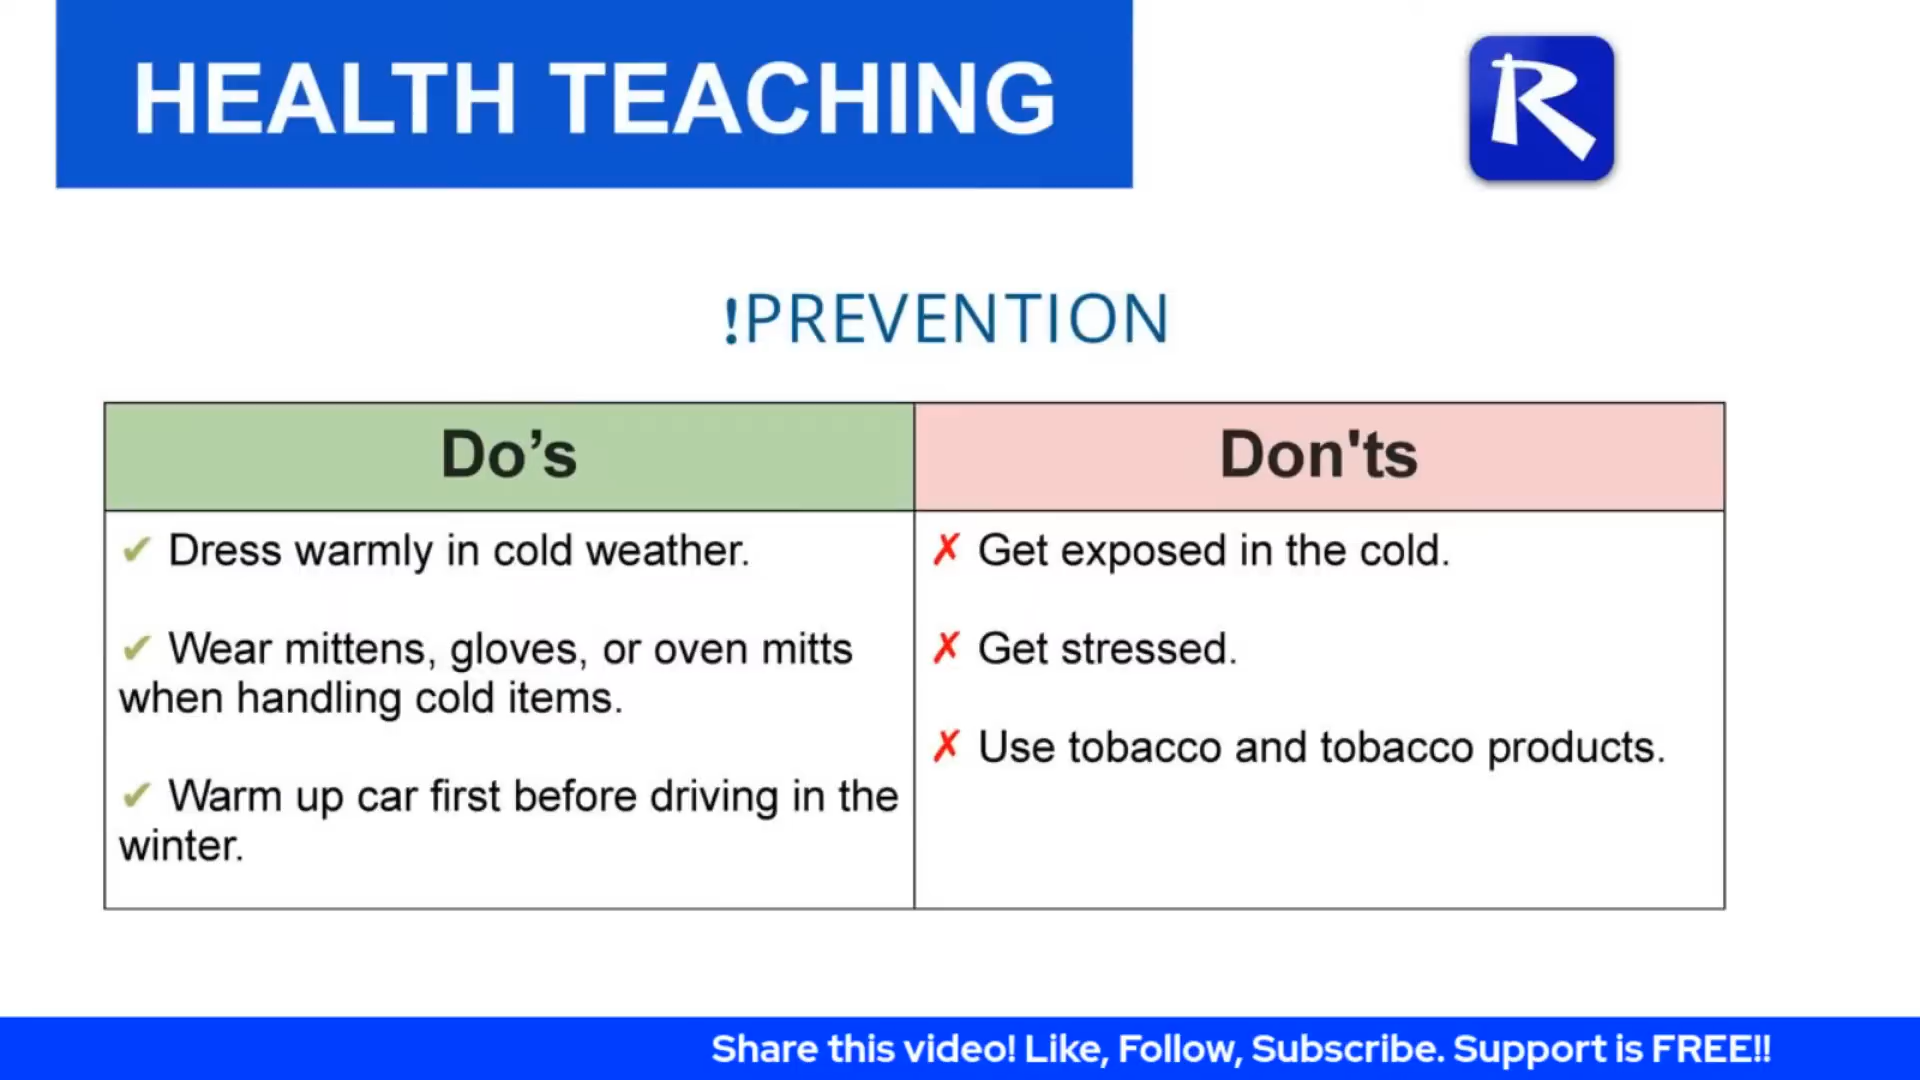 HEALTH TEACHING
R
!PREVENTION
Do’s
Don'ts
✔ Dress warmly in cold weather.
✔ Wear mittens, gloves, or oven mitts
when handling cold items.
✔ Warm up car first before driving in the
winter.
✗ Get exposed in the cold.
✗ Get stressed.
✗ Use tobacco and tobacco products.
Share this video! Like, Follow, Subscribe. Support is FREE!!